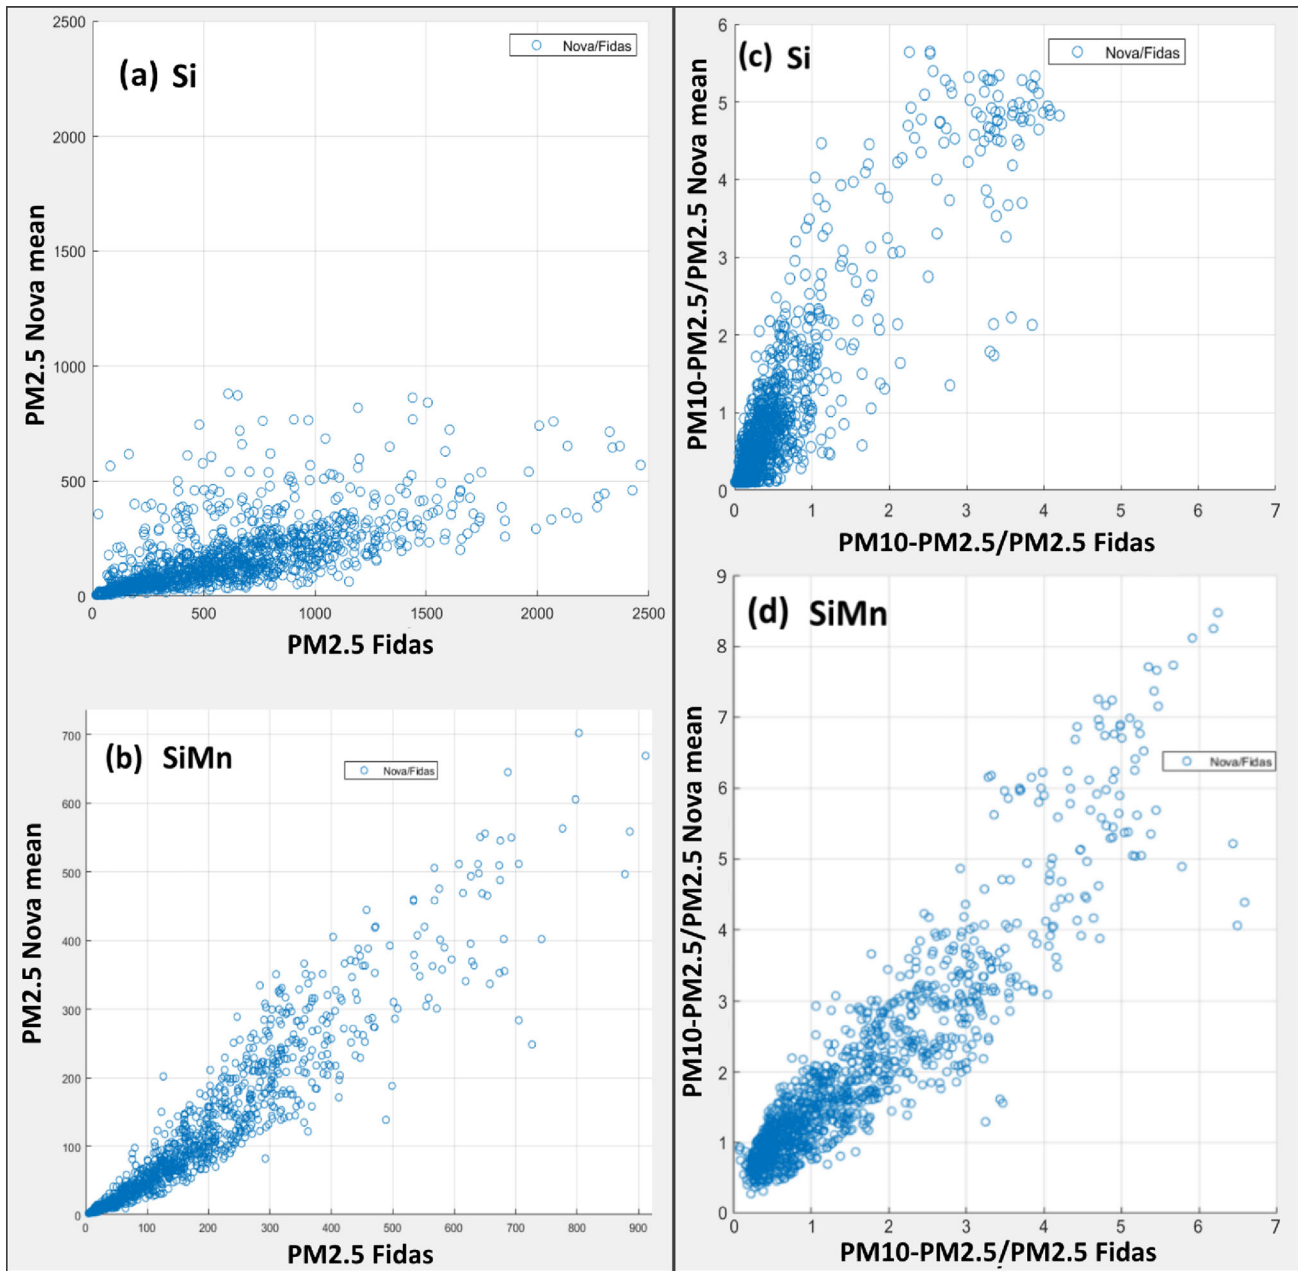 (a) Si
Nova/Fidas
PM2.5 Nova mean
2500
2000
1500
1000
500
0
0 500 1000 1500 2000 2500
PM2.5 Fidas
(b) SiMn
Nova/Fidas
PM2.5 Nova mean
700
600
500
400
300
200
100
0
0 100 200 300 400 500 600 700 800 900
PM2.5 Fidas
(c) Si
Nova/Fidas
PM10-PM2.5/PM2.5 Nova mean
6
5
4
3
2
1
0
0 1 2 3 4 5 6 7
PM10-PM2.5/PM2.5 Fidas
(d) SiMn
Nova/Fidas
PM10-PM2.5/PM2.5 Nova mean
9
8
7
6
5
4
3
2
1
0
0 1 2 3 4 5 6 7
PM10-PM2.5/PM2.5 Fidas